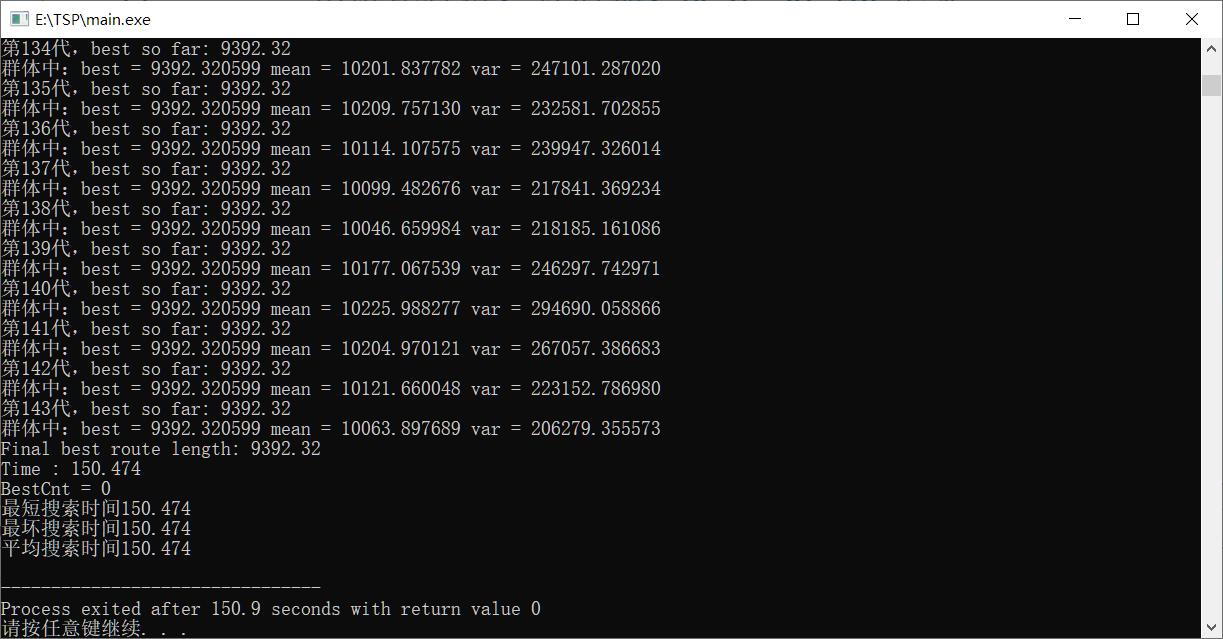 E:\TSP\main.exe
第134代，best so far: 9392.32
群体中：best = 9392.320599 mean = 10201.837782 var = 247101.287020
第135代，best so far: 9392.32
群体中：best = 9392.320599 mean = 10209.757130 var = 232581.702855
第136代，best so far: 9392.32
群体中：best = 9392.320599 mean = 10114.107575 var = 239947.326014
第137代，best so far: 9392.32
群体中：best = 9392.320599 mean = 10099.482676 var = 217841.369234
第138代，best so far: 9392.32
群体中：best = 9392.320599 mean = 10046.659984 var = 218185.161086
第139代，best so far: 9392.32
群体中：best = 9392.320599 mean = 10177.067539 var = 246297.742971
第140代，best so far: 9392.32
群体中：best = 9392.320599 mean = 10225.988277 var = 294690.058866
第141代，best so far: 9392.32
群体中：best = 9392.320599 mean = 10204.970121 var = 267057.386683
第142代，best so far: 9392.32
群体中：best = 9392.320599 mean = 10121.660048 var = 223152.786980
第143代，best so far: 9392.32
群体中：best = 9392.320599 mean = 10063.897689 var = 206279.355573
Final best route length: 9392.32
Time : 150.474
BestCnt = 0
最短搜索时间150.474
最坏搜索时间150.474
平均搜索时间150.474
--------------------------------
Process exited after 150.9 seconds with return value 0
请按任意键继续. . .